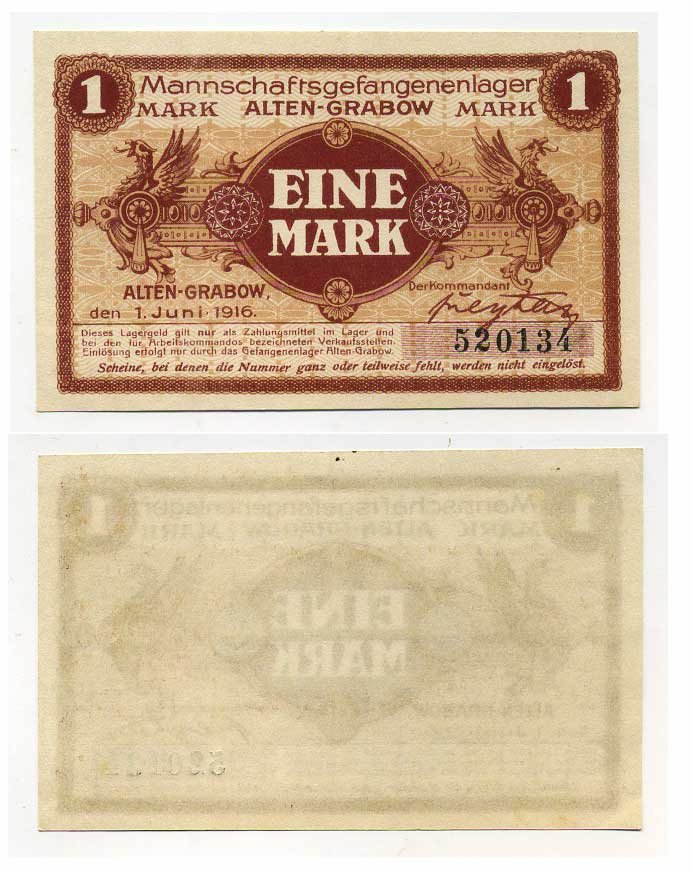 1 Mannschaftsgefangenenlager 1
MARK ALTEN-GRABOW MARK
EINE
MARK
ALTEN-GRABOW,
den 1. Juni 1916.
Der Kommandant
Dieses Lagergeld gilt nur als Zahlungsmittel im Lager und
bei den für Arbeitskommandos bezeichneten Verkaufsstellen.
Einlösung erfolgt nur durch das Gefangenenlager Alten-Grabow.
520134
Scheine, bei denen die Nummer ganz oder teilweise fehlt, werden nicht eingelöst.